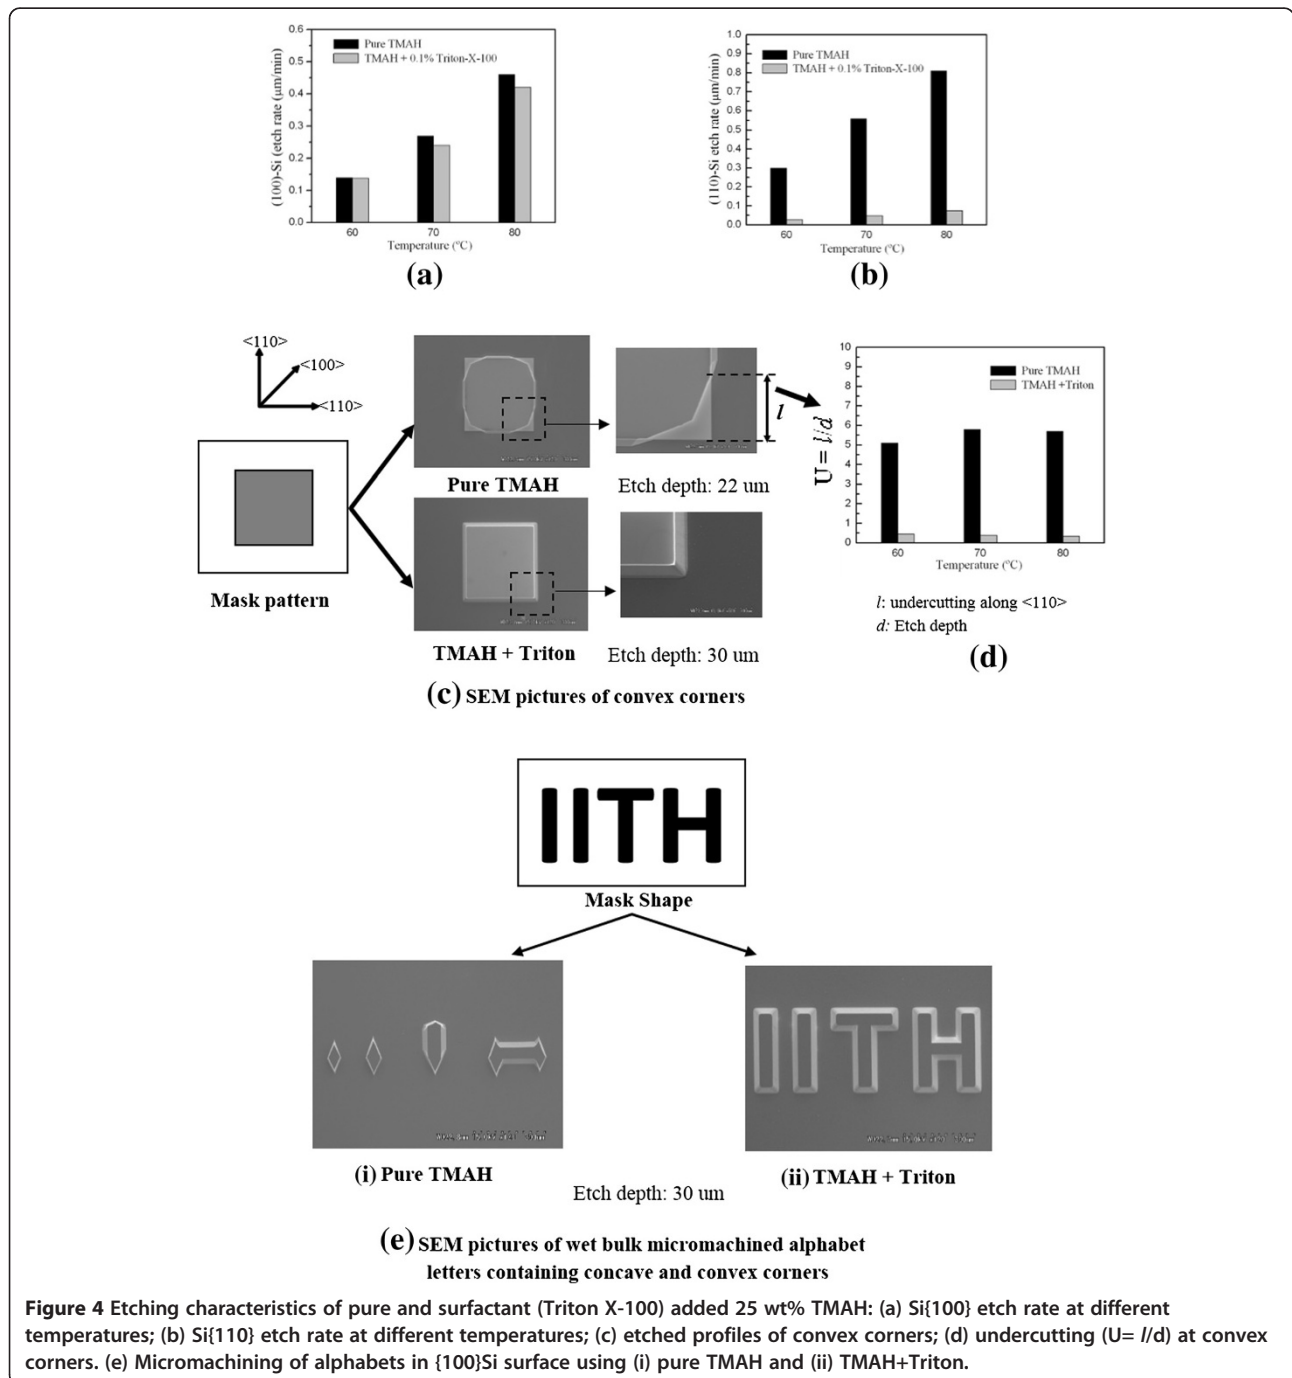 0.6
0.5
0.4
0.3
0.2
0.1
0.0
(100)-Si (etch rate (μm/min)
Pure TMAH
TMAH + 0.1% Triton-X-100
60 70 80
Temperature (°C)
(a)
1.0
0.9
0.8
0.7
0.6
0.5
0.4
0.3
0.2
0.1
0.0
(110)-Si etch rate (μm/min)
Pure TMAH
TMAH + 0.1% Triton-X-100
60 70 80
Temperature (°C)
(b)
<110>
<100>
<110>
Mask pattern
Pure TMAH
l
Etch depth: 22 um
TMAH + Triton
Etch depth: 30 um
(c) SEM pictures of convex corners
10
9
8
7
6
5
4
3
2
1
0
U= l/d
Pure TMAH
TMAH +Triton
60 70 80
Temperature (°C)
l: undercutting along <110>
d: Etch depth
(d)
IITH
Mask Shape
(i) Pure TMAH
(ii) TMAH + Triton
Etch depth: 30 um
(e) SEM pictures of wet bulk micromachined alphabet
letters containing concave and convex corners
Figure 4 Etching characteristics of pure and surfactant (Triton X-100) added 25 wt% TMAH: (a) Si{100} etch rate at different
temperatures; (b) Si{110} etch rate at different temperatures; (c) etched profiles of convex corners; (d) undercutting (U= l/d) at convex
corners. (e) Micromachining of alphabets in {100}Si surface using (i) pure TMAH and (ii) TMAH+Triton.